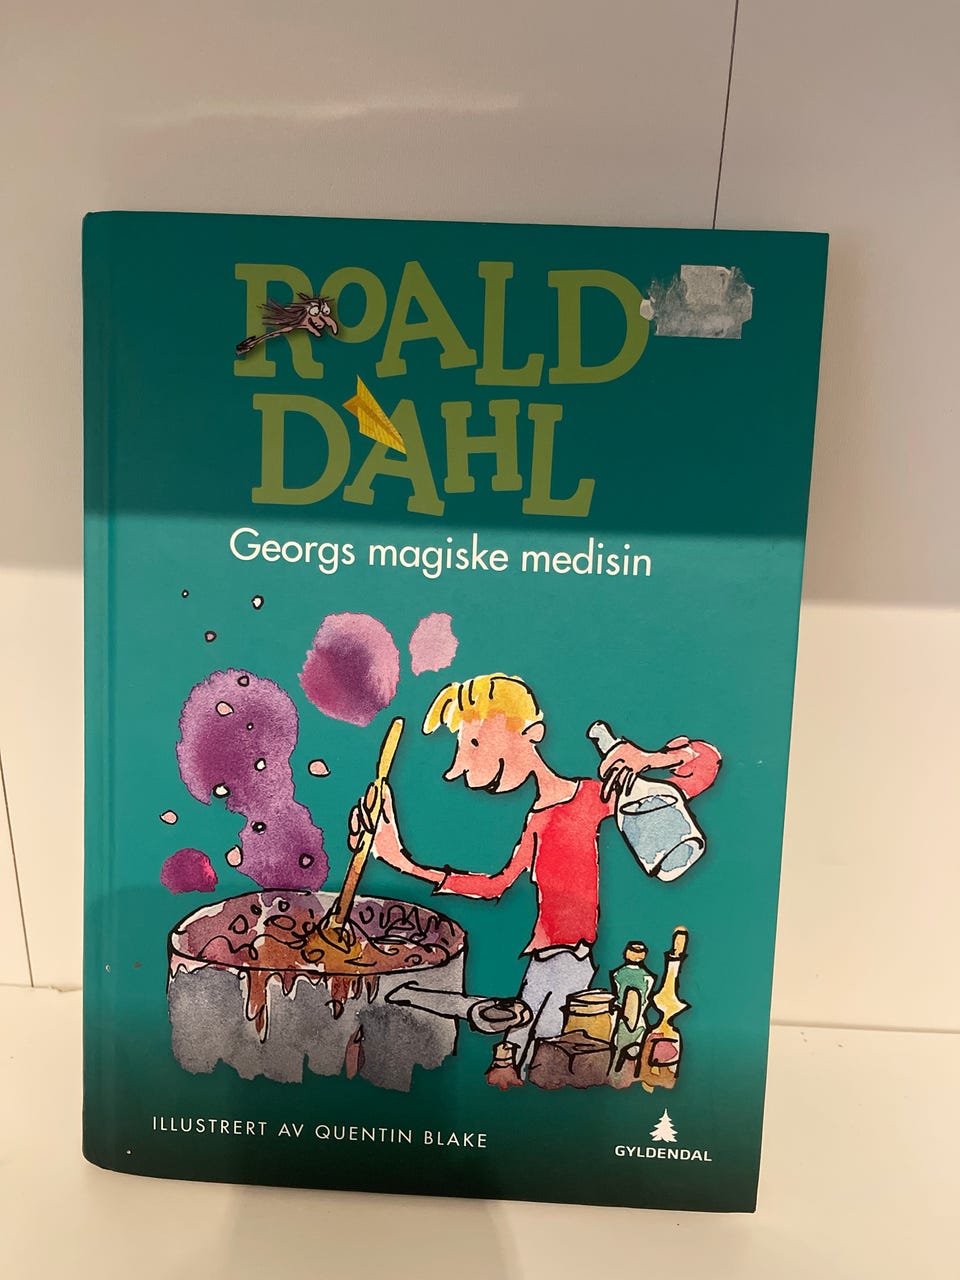 ROALD
DAHL
Georgs magiske medisin
ILLUSTRERT AV QUENTIN BLAKE
GYLDENDAL